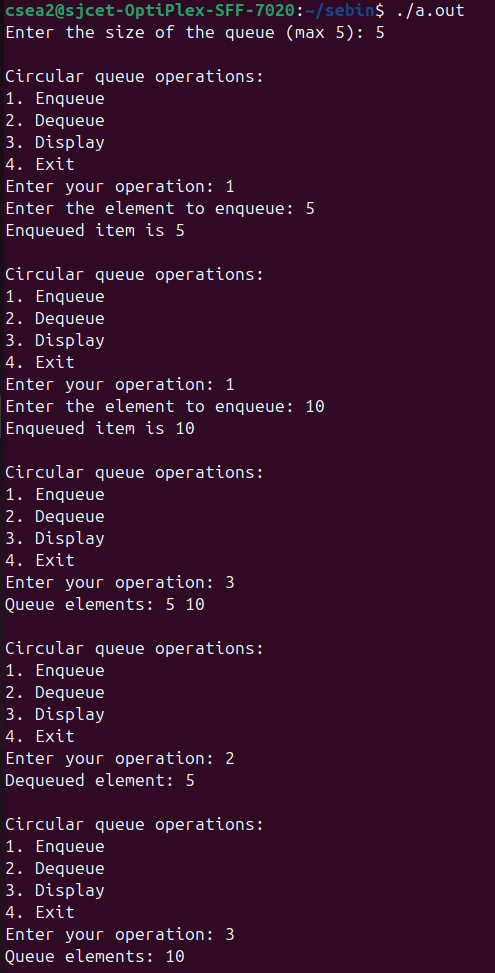 csea2@sjcet-OptiPlex-SFF-7020:~/sebin$ ./a.out
Enter the size of the queue (max 5): 5

Circular queue operations:
1. Enqueue
2. Dequeue
3. Display
4. Exit
Enter your operation: 1
Enter the element to enqueue: 5
Enqueued item is 5

Circular queue operations:
1. Enqueue
2. Dequeue
3. Display
4. Exit
Enter your operation: 1
Enter the element to enqueue: 10
Enqueued item is 10

Circular queue operations:
1. Enqueue
2. Dequeue
3. Display
4. Exit
Enter your operation: 3
Queue elements: 5 10

Circular queue operations:
1. Enqueue
2. Dequeue
3. Display
4. Exit
Enter your operation: 2
Dequeued element: 5

Circular queue operations:
1. Enqueue
2. Dequeue
3. Display
4. Exit
Enter your operation: 3
Queue elements: 10